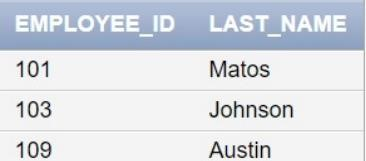 EMPLOYEE_ID LAST_NAME
101 Matos
103 Johnson
109 Austin